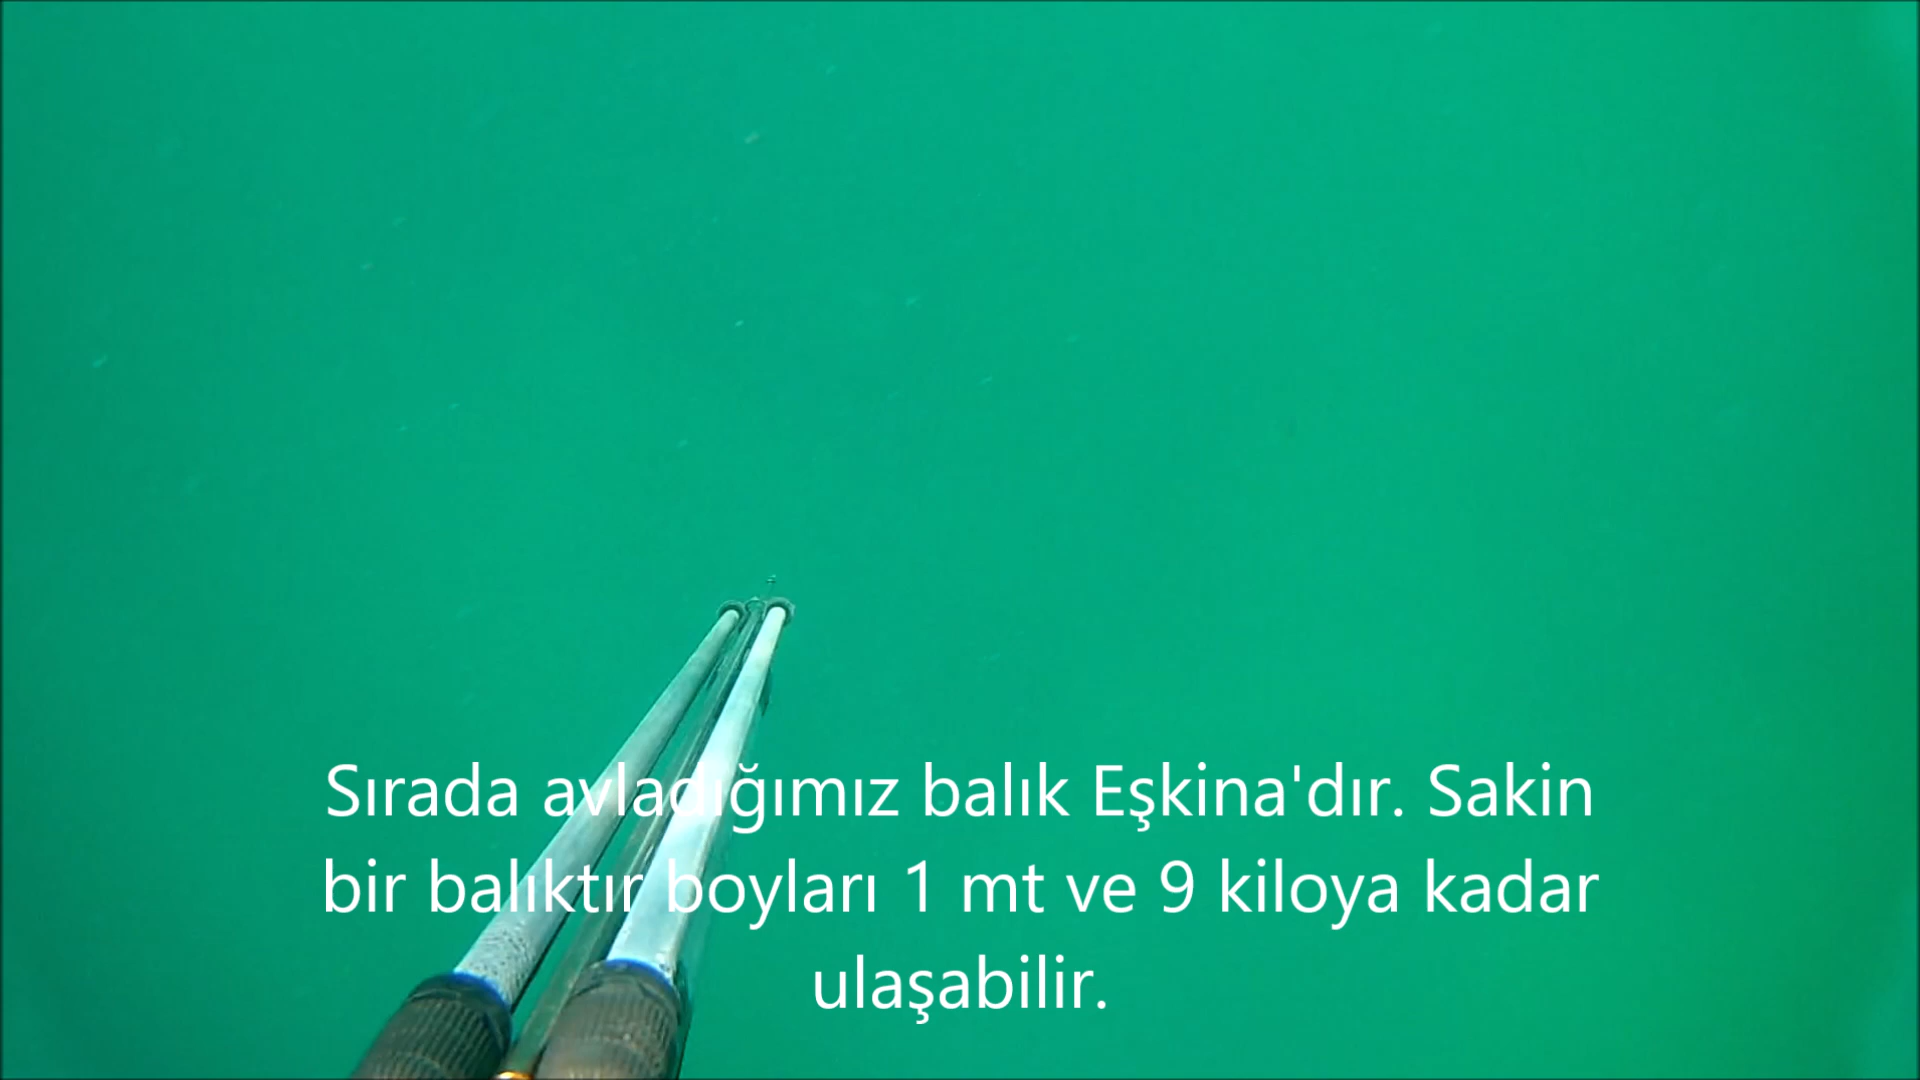 Sırada avladığımız balık Eşkina'dır. Sakin
bir balıktır boyları 1 mt ve 9 kiloya kadar
ulaşabilir.